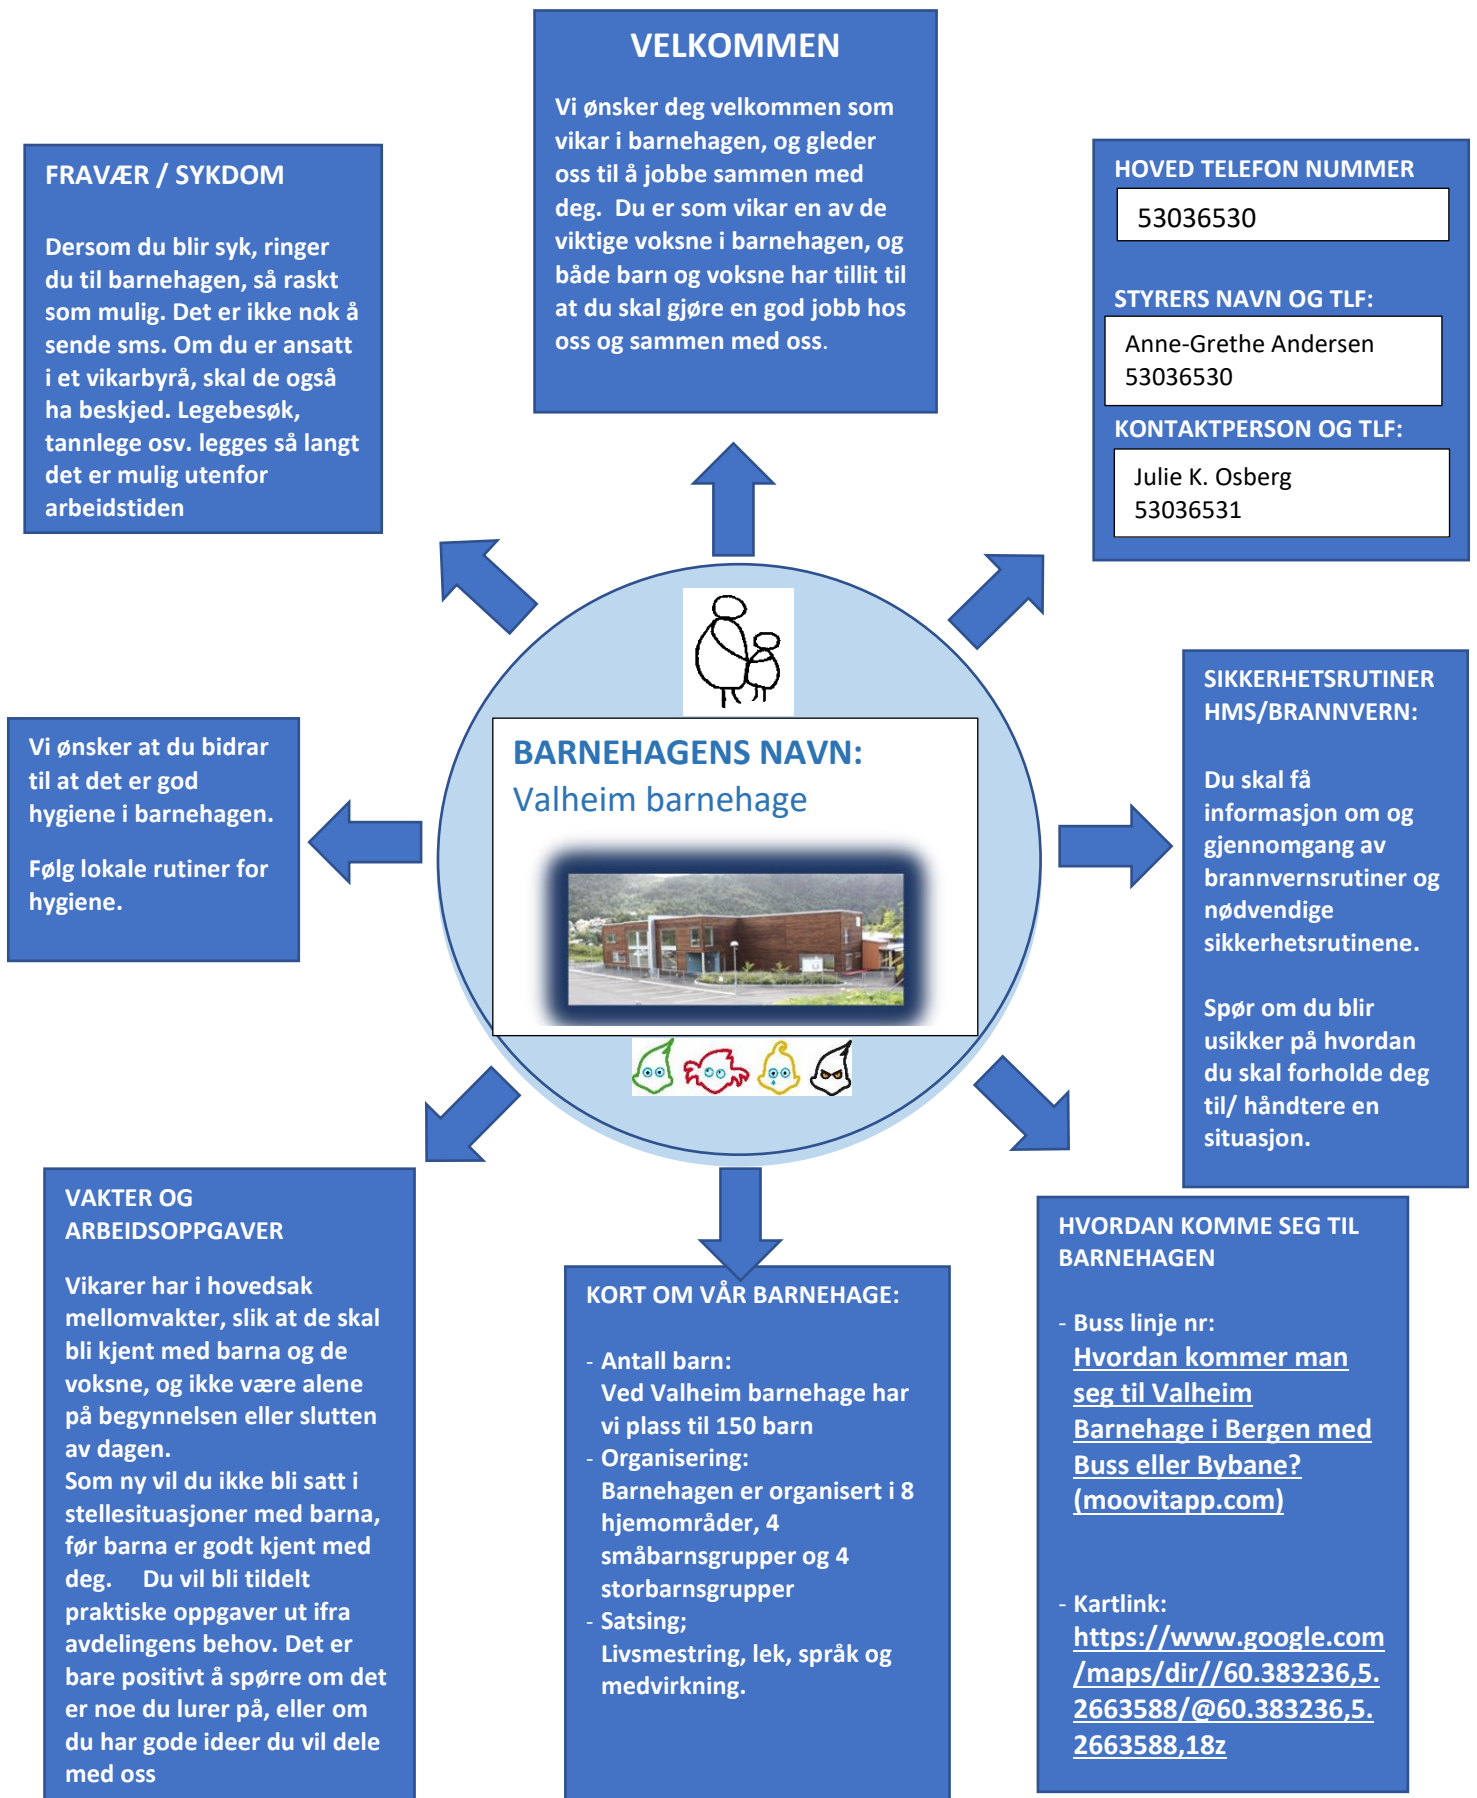 VELKOMMEN
Vi ønsker deg velkommen som
vikar i barnehagen, og gleder
oss til å jobbe sammen med
deg.  Du er som vikar en av de
viktige voksne i barnehagen, og
både barn og voksne har tillit til
at du skal gjøre en god jobb hos
oss og sammen med oss.
FRAVÆR / SYKDOM
Dersom du blir syk, ringer
du til barnehagen, så raskt
som mulig. Det er ikke nok å
sende sms. Om du er ansatt
i et vikarbyrå, skal de også
ha beskjed. Legebesøk,
tannlege osv. legges så langt
det er mulig utenfor
arbeidstiden
HOVED TELEFON NUMMER
53036530
STYRERS NAVN OG TLF:
Anne-Grethe Andersen
53036530
KONTAKTPERSON OG TLF:
Julie K. Osberg
53036531
Vi ønsker at du bidrar
til at det er god
hygiene i barnehagen.
Følg lokale rutiner for
hygiene.
BARNEHAGENS NAVN:
Valheim barnehage
SIKKERHETSRUTINER
HMS/BRANNVERN:
Du skal få
informasjon om og
gjennomgang av
brannvernsrutiner og
nødvendige
sikkerhetsrutinene.
Spør om du blir
usikker på hvordan
du skal forholde deg
til/ håndtere en
situasjon.
VAKTER OG
ARBEIDSOPPGAVER
Vikarer har i hovedsak
mellomvakter, slik at de skal
bli kjent med barna og de
voksne, og ikke være alene
på begynnelsen eller slutten
av dagen.
Som ny vil du ikke bli satt i
stellesituasjoner med barna,
før barna er godt kjent med
deg.    Du vil bli tildelt
praktiske oppgaver ut ifra
avdelingens behov. Det er
bare positivt å spørre om det
er noe du lurer på, eller om
du har gode ideer du vil dele
med oss
KORT OM VÅR BARNEHAGE:
- Antall barn:
Ved Valheim barnehage har
vi plass til 150 barn
- Organisering:
Barnehagen er organisert i 8
hjemområder, 4
småbarnsgrupper og 4
storbarnsgrupper
- Satsing;
Livsmestring, lek, språk og
medvirkning.
HVORDAN KOMME SEG TIL
BARNEHAGEN
- Buss linje nr:
Hvordan kommer man
seg til Valheim
Barnehage i Bergen med
Buss eller Bybane?
(moovitapp.com)
- Kartlink:
https://www.google.com
/maps/dir//60.383236,5.
2663588/@60.383236,5.
2663588,18z